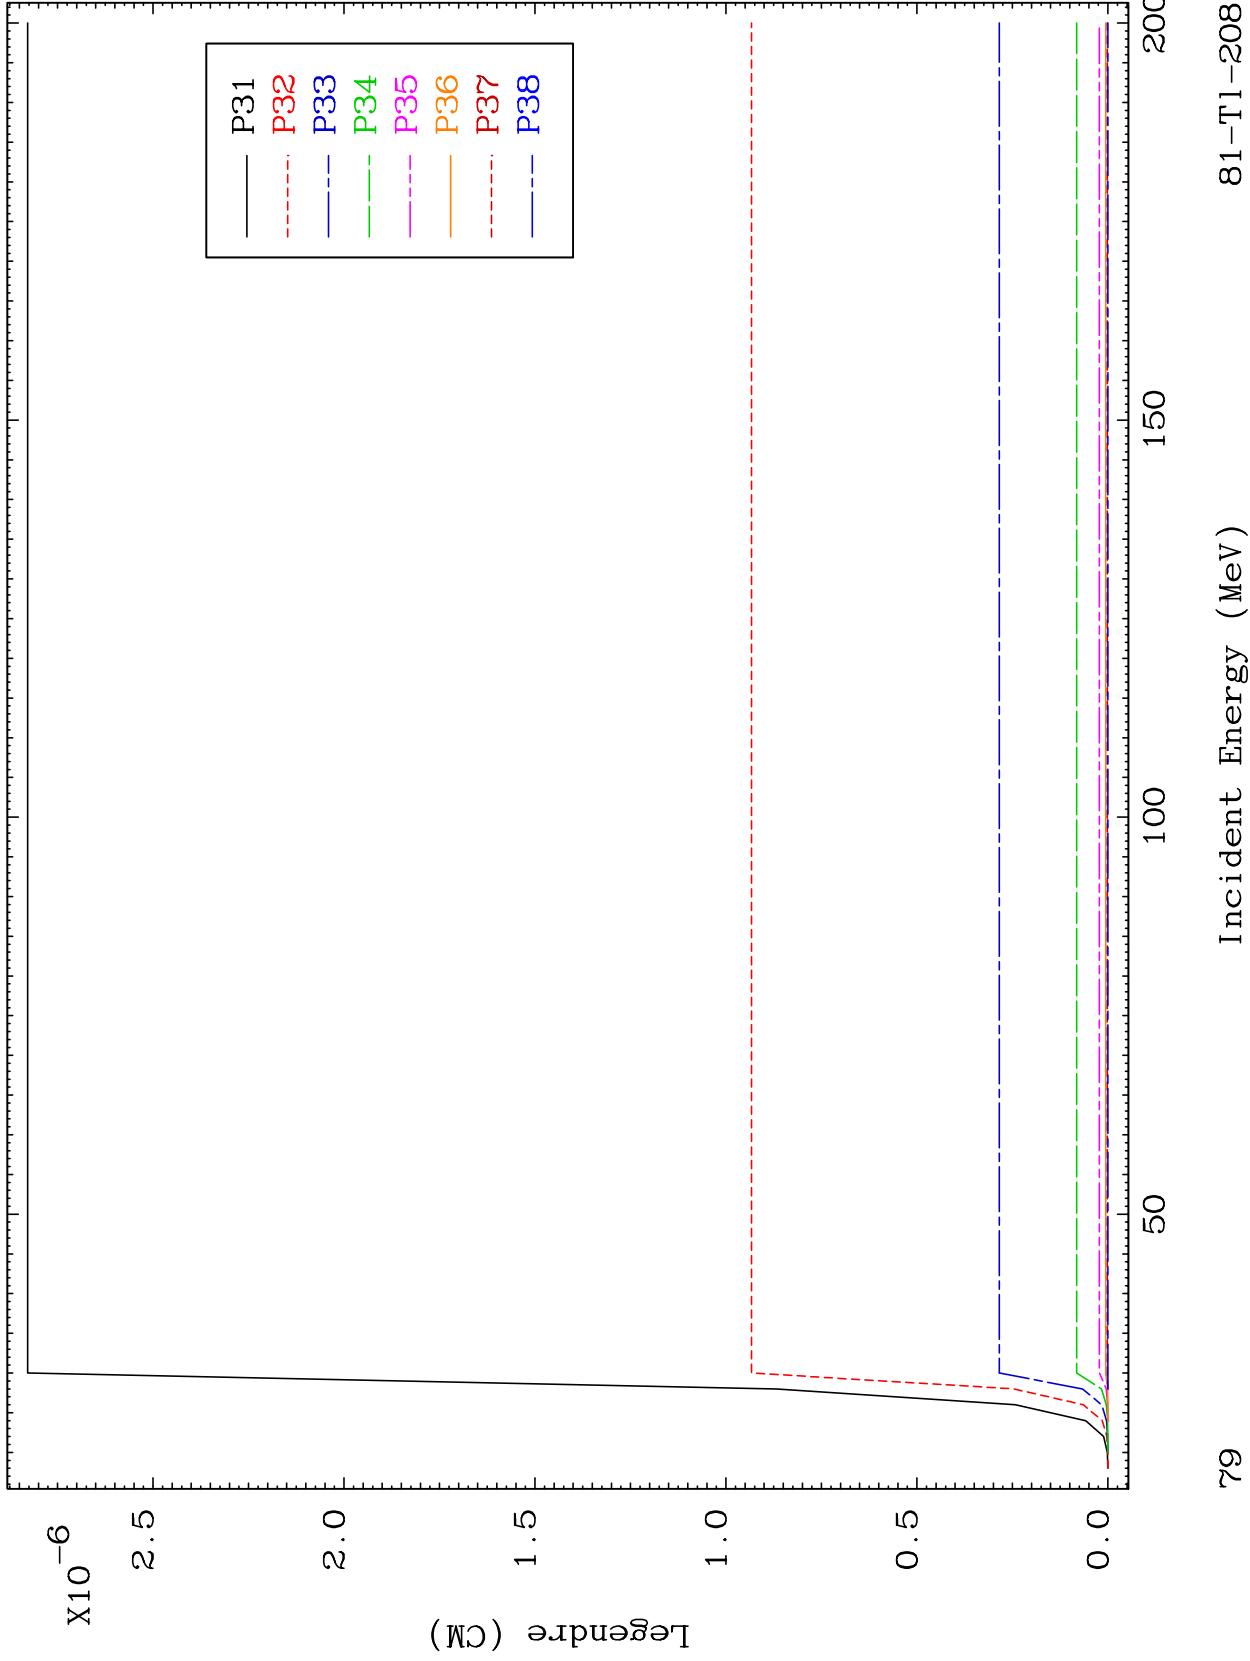 X10-6
2.5
2.0
1.5
1.0
0.5
0.0
Legendre (CM)
P31
P32
P33
P34
P35
P36
P37
P38
50
100
150
200
Incident Energy (MeV)
79
81-Tl-208